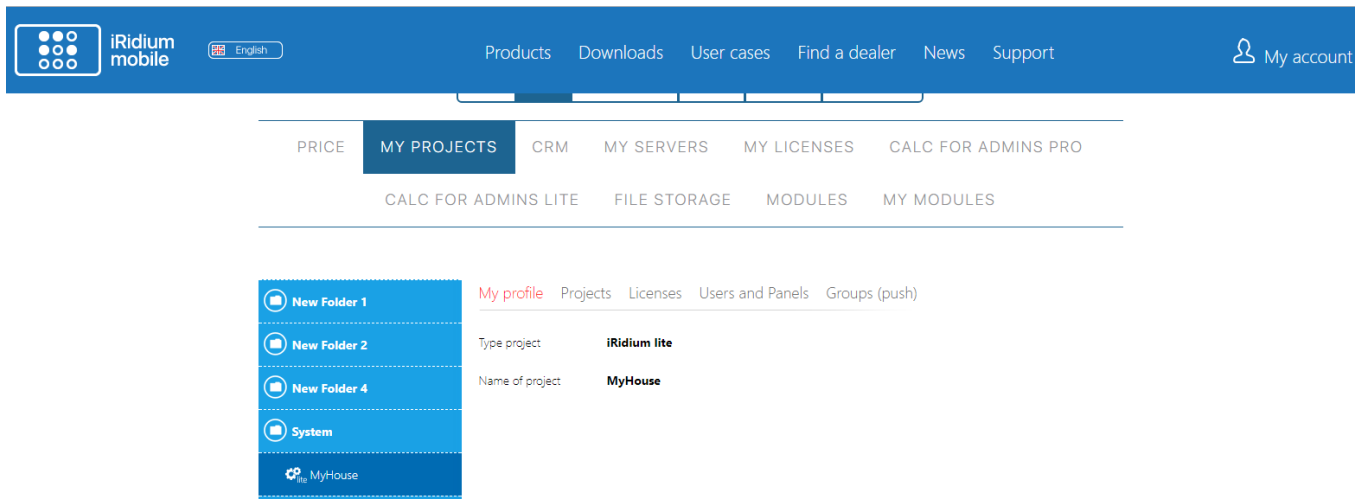 iRidium
mobile
English
Products Downloads User cases Find a dealer News Support
My account
PRICE MY PROJECTS CRM MY SERVERS MY LICENSES CALC FOR ADMINS PRO
CALC FOR ADMINS LITE FILE STORAGE MODULES MY MODULES
New Folder 1
New Folder 2
New Folder 4
System
lite MyHouse
My profile Projects Licenses Users and Panels Groups (push)
Type project iRidium lite
Name of project MyHouse